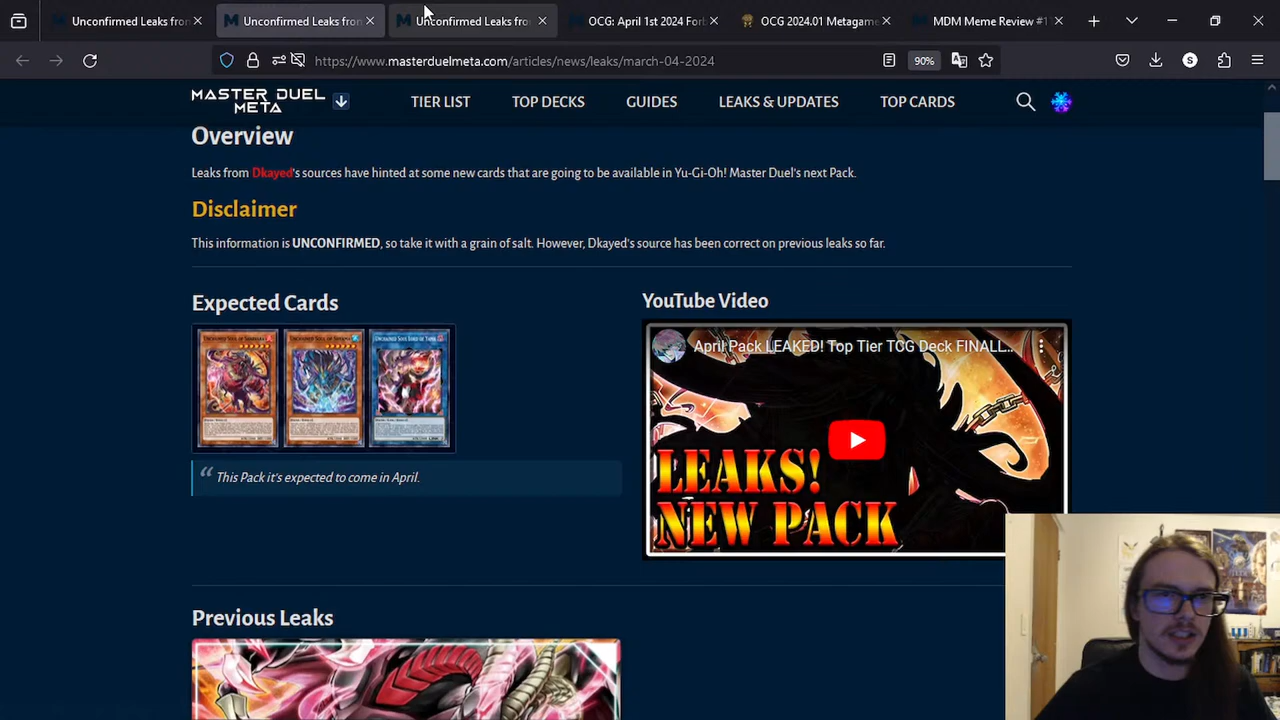 Unconfirmed Leaks from
Unconfirmed Leaks from
Unconfirmed Leaks from
OCG: April 1st 2024 Forb
OCG 2024.01 Metagame
MDM Meme Review #1
https://www.masterduelmeta.com/articles/news/leaks/march-04-2024
90%
MASTER DUEL
META
TIER LIST
TOP DECKS
GUIDES
LEAKS & UPDATES
TOP CARDS
Overview
Leaks from Dkayed's sources have hinted at some new cards that are going to be available in Yu-Gi-Oh! Master Duel's next Pack.
Disclaimer
This information is UNCONFIRMED, so take it with a grain of salt. However, Dkayed's source has been correct on previous leaks so far.
Expected Cards
YouTube Video
April Pack LEAKED! Top Tier TCG Deck FINALL...
LEAKS!
NEW PACK
“ This Pack it's expected to come in April.
Previous Leaks